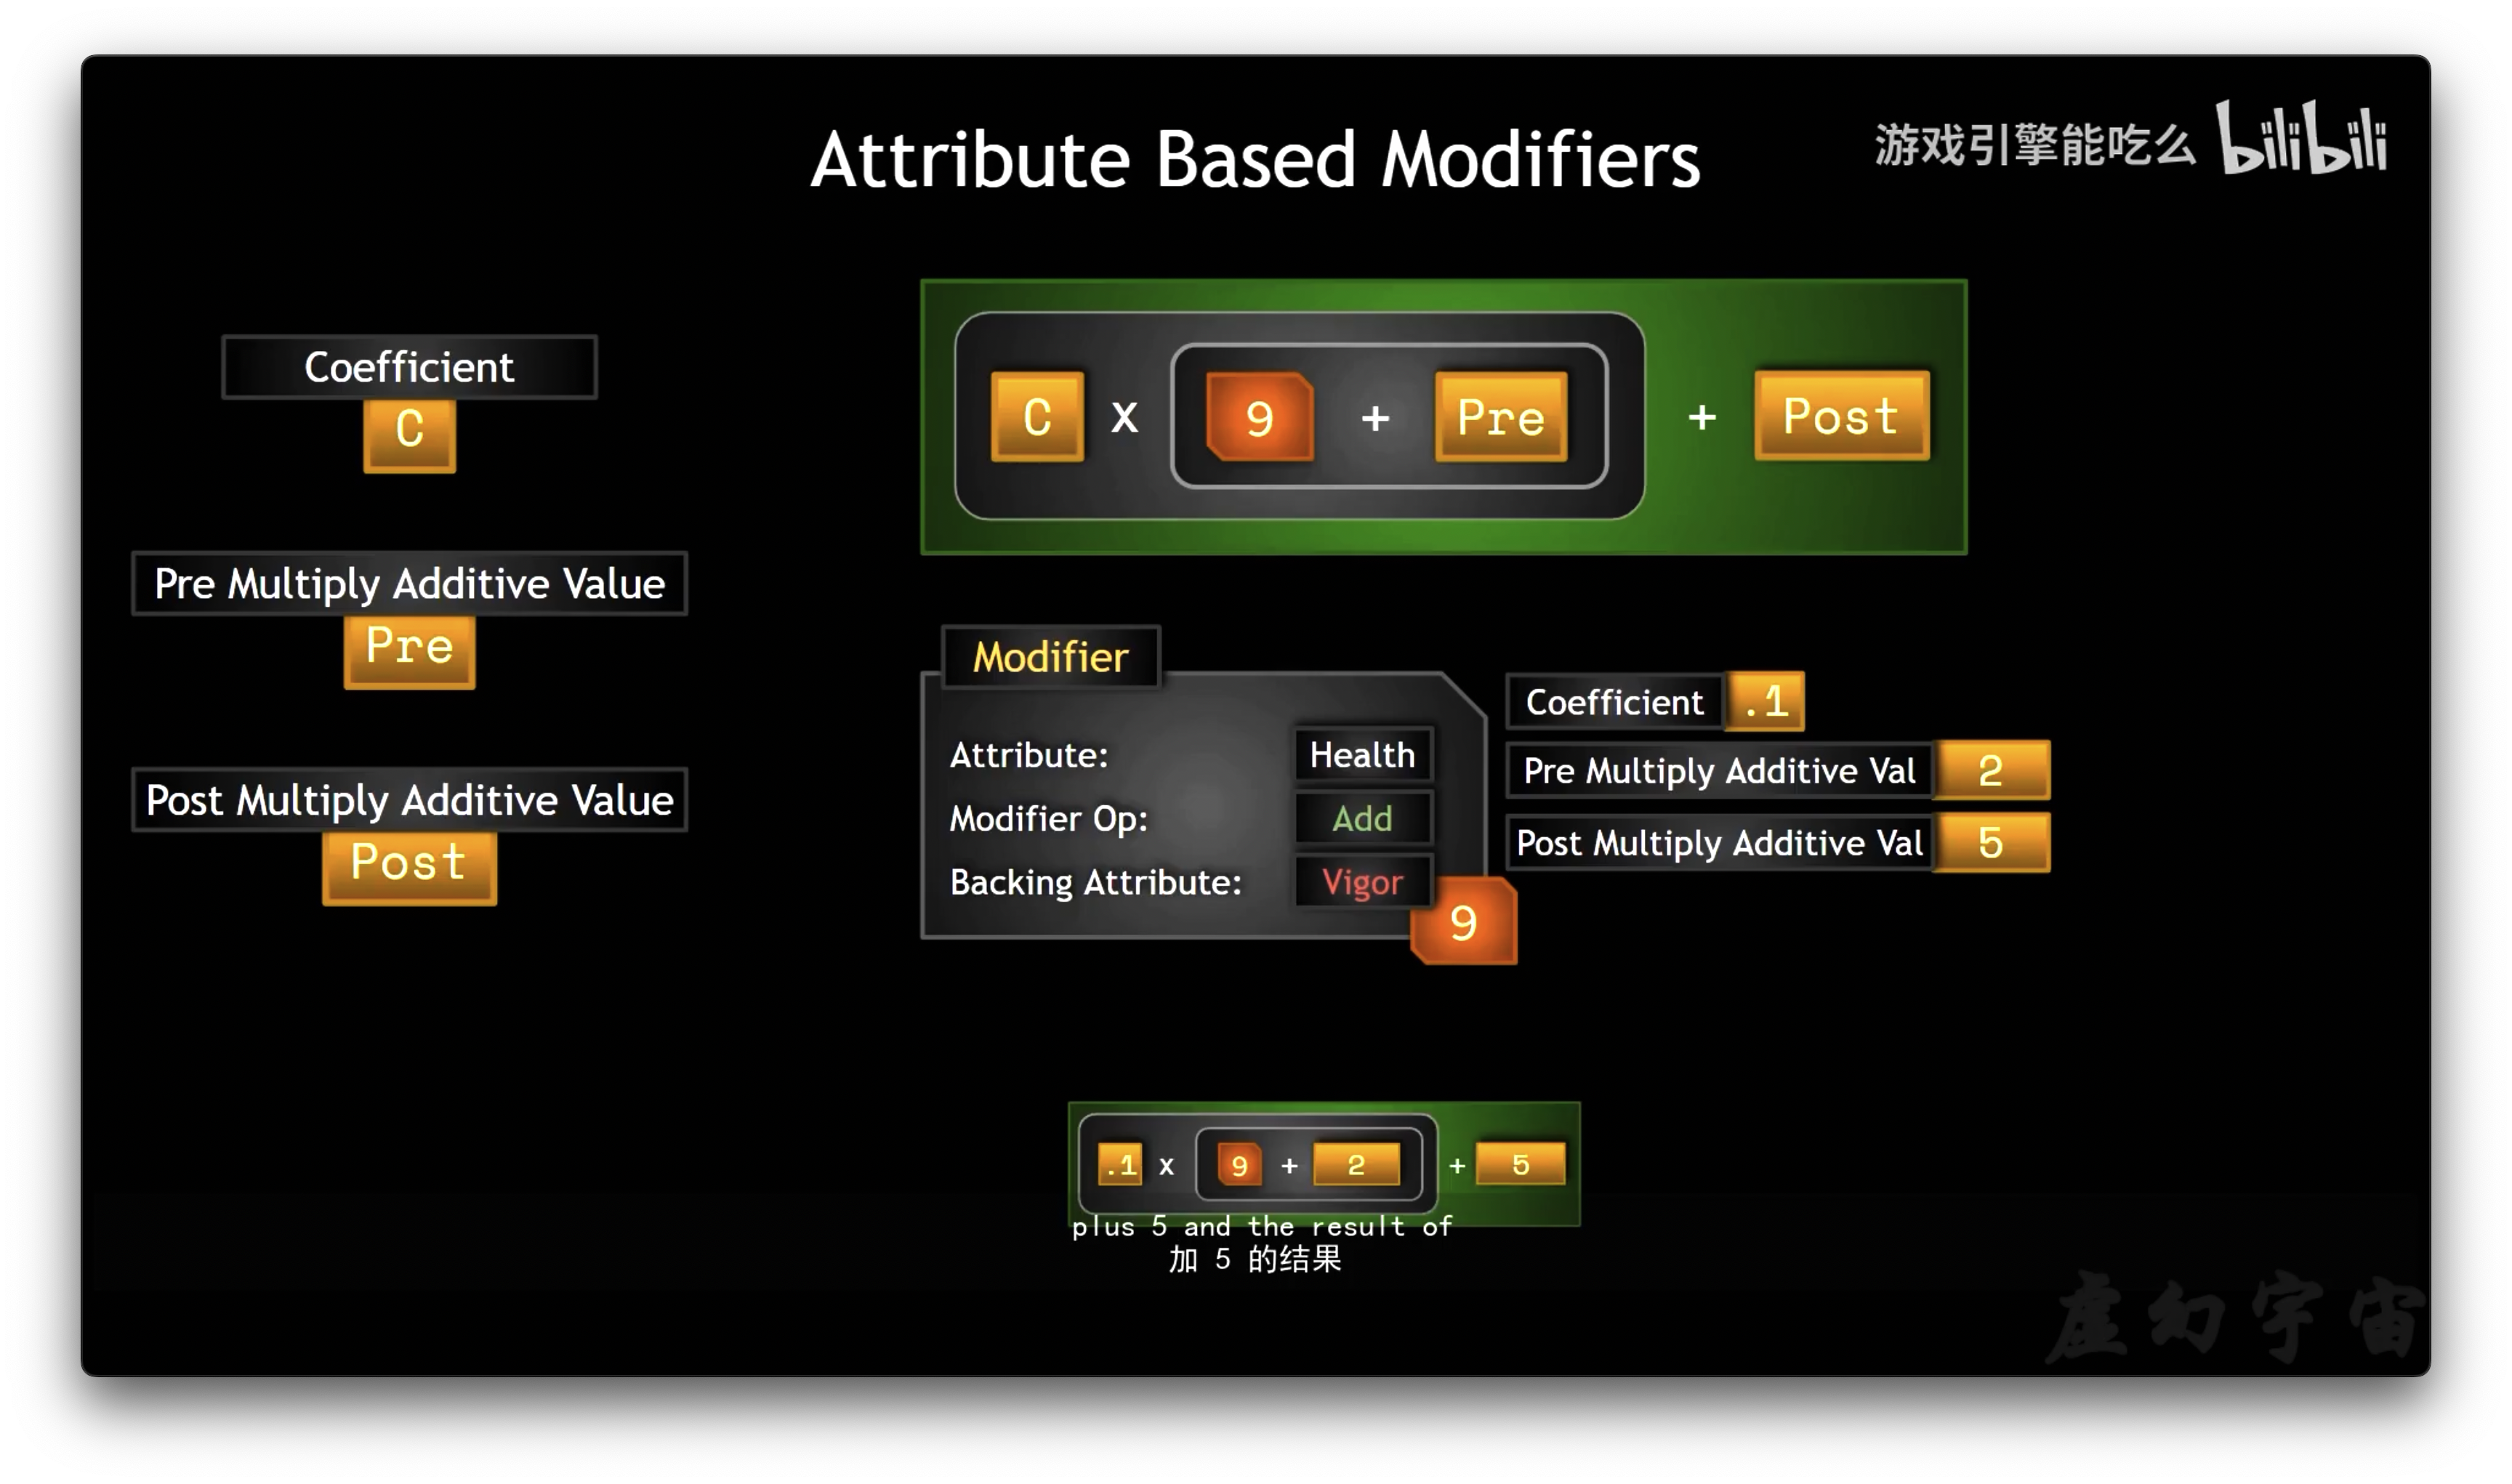 Attribute Based Modifiers
游戏引擎能吃么 bilibili
Coefficient
C
Pre Multiply Additive Value
Pre
Post Multiply Additive Value
Post
C x 9 + Pre + Post
Modifier
Attribute: Health
Modifier Op: Add
Backing Attribute: Vigor
9
Coefficient .1
Pre Multiply Additive Val 2
Post Multiply Additive Val 5
.1 x 9 + 2 + 5
plus 5 and the result of
加 5 的结果
虚幻宇宙